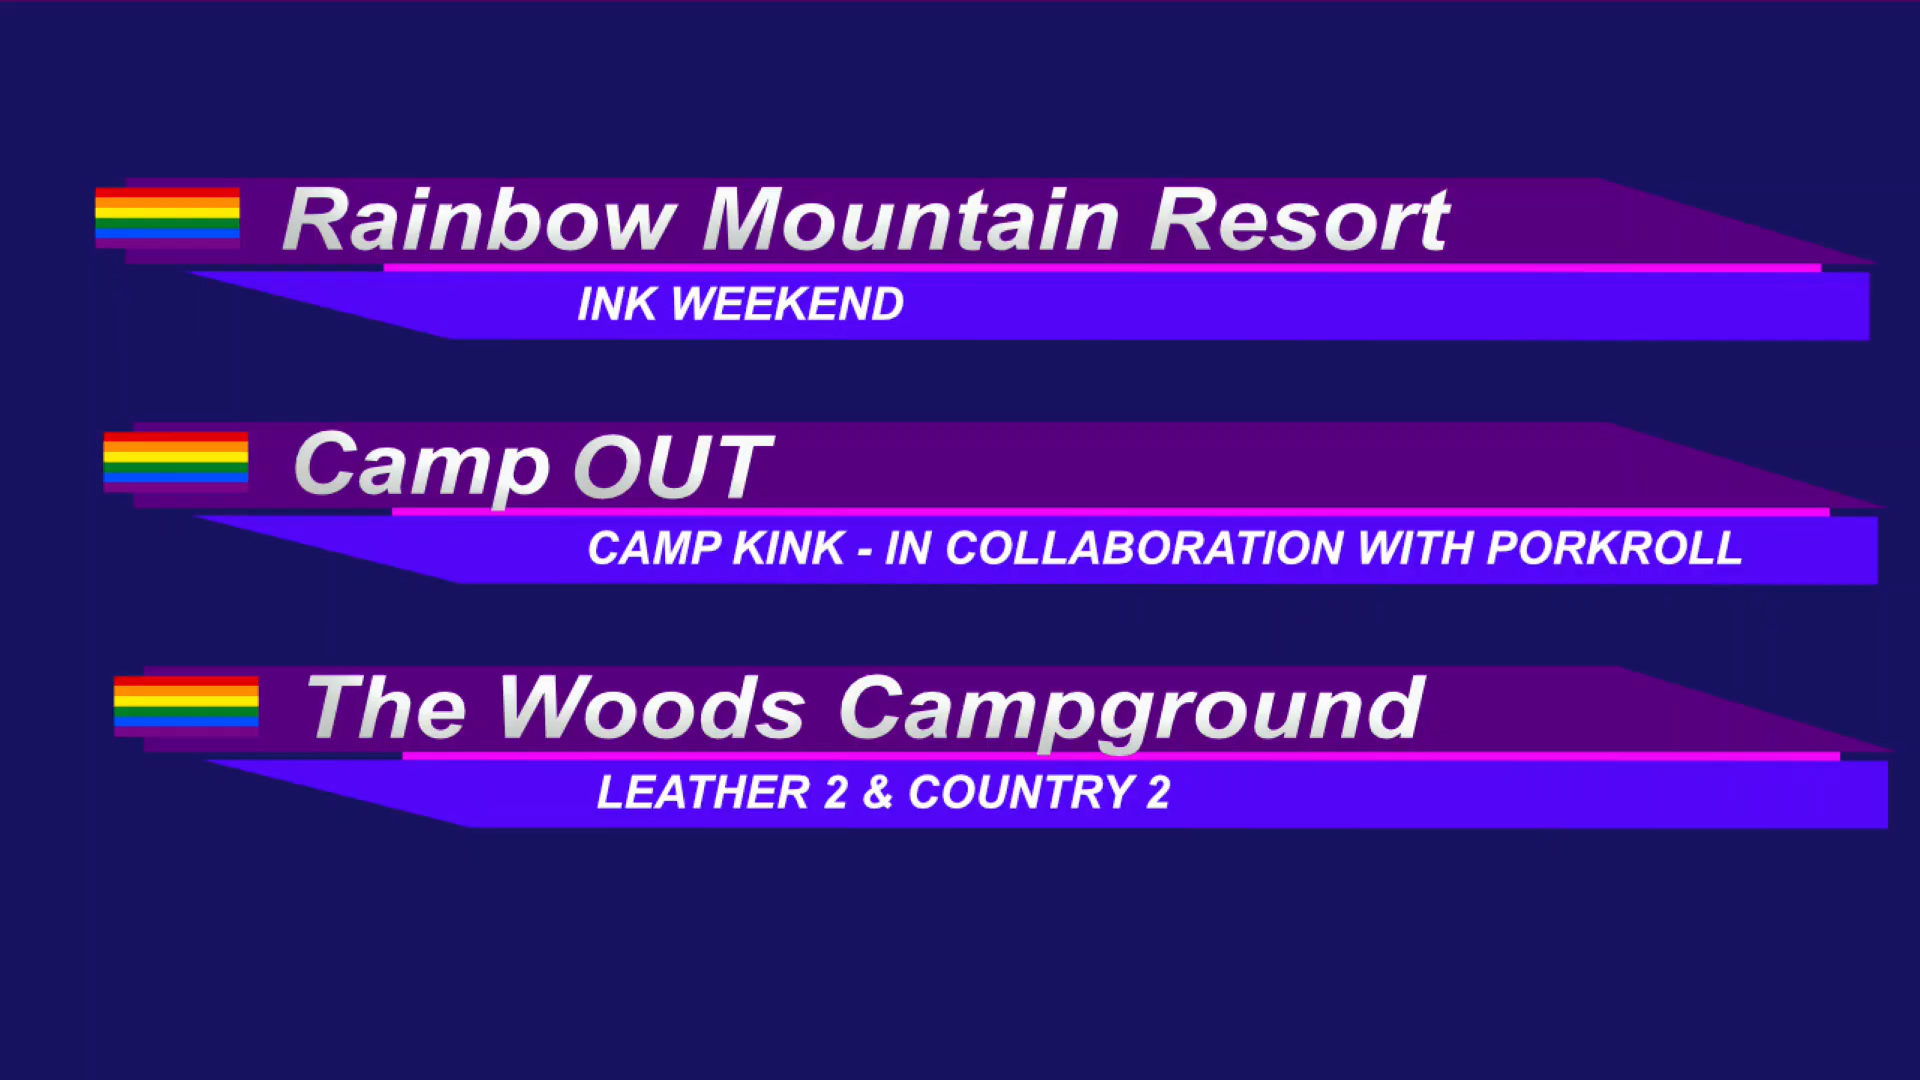 Rainbow Mountain Resort
INK WEEKEND
Camp OUT
CAMP KINK - IN COLLABORATION WITH PORKROLL
The Woods Campground
LEATHER 2 & COUNTRY 2